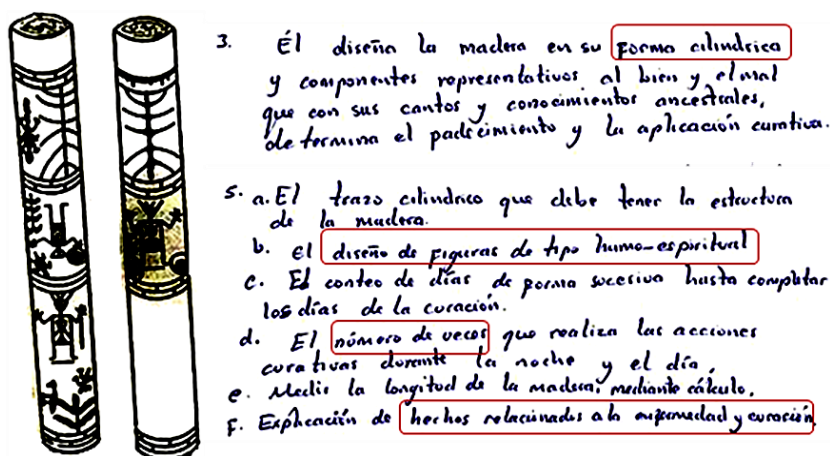 3. Él diseña la madera en su forma cilindrica
y componentes representativos al bien y el mal
que con sus cantos y conocimientos ancestrales,
determina el padecimiento y la aplicación curativa.
5. a. El trazo cilindrico que debe tener la estructura
de la madera.
b. el diseño de figuras de tipo humo-espiritual
c. El conteo de días de forma sucesiva hasta completar
los días de la curación.
d. El número de veces que realiza las acciones
curativas durante la noche y el día.
e. Medir la longitud de la madera, mediante cálculo.
f. Explicación de hechos relacionados a la enfermedad y curación.